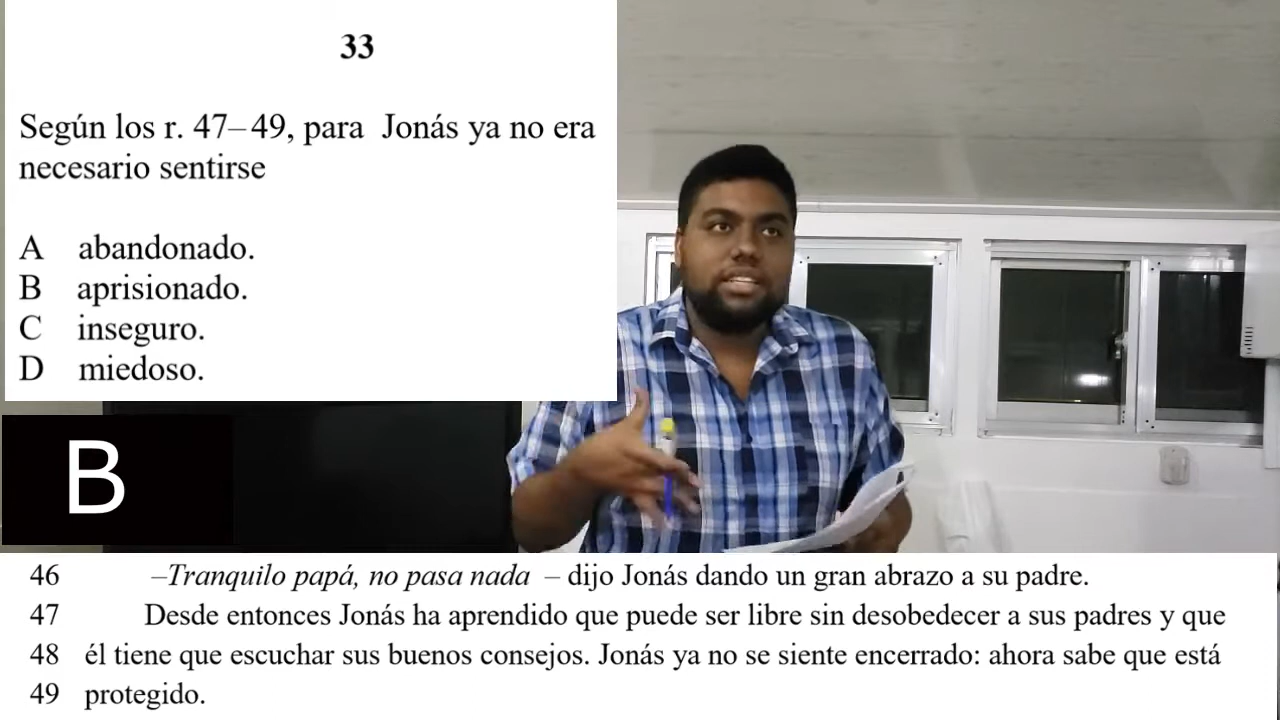 33
Según los r. 47–49, para Jonás ya no era
necesario sentirse
A abandonado.
B aprisionado.
C inseguro.
D miedoso.
B
46 –Tranquilo papá, no pasa nada – dijo Jonás dando un gran abrazo a su padre.
47 Desde entonces Jonás ha aprendido que puede ser libre sin desobedecer a sus padres y que
48 él tiene que escuchar sus buenos consejos. Jonás ya no se siente encerrado: ahora sabe que está
49 protegido.